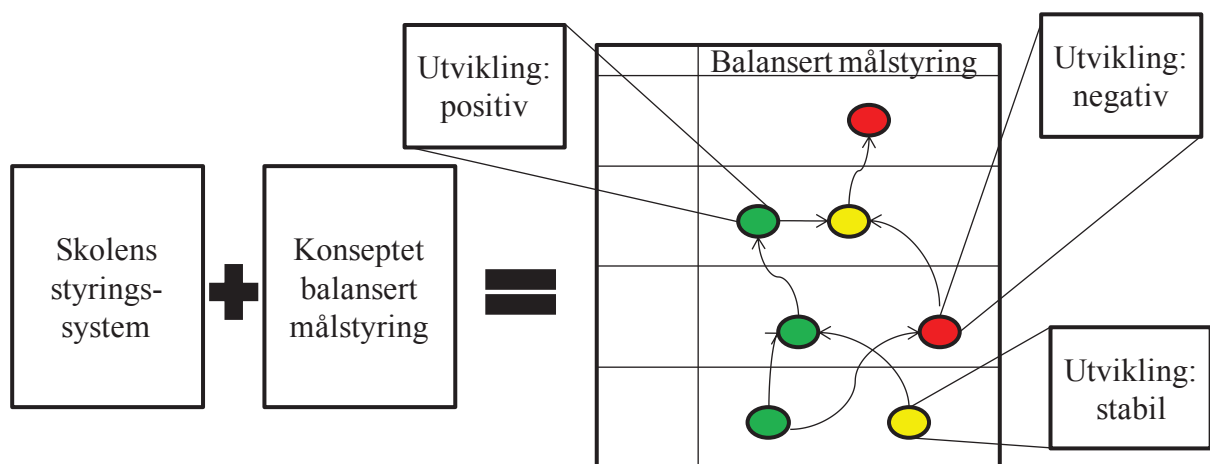 Utvikling:
positiv
Balansert målstyring
Utvikling:
negativ
Skolens
styrings-
system
Konseptet
balansert
målstyring
Utvikling:
stabil